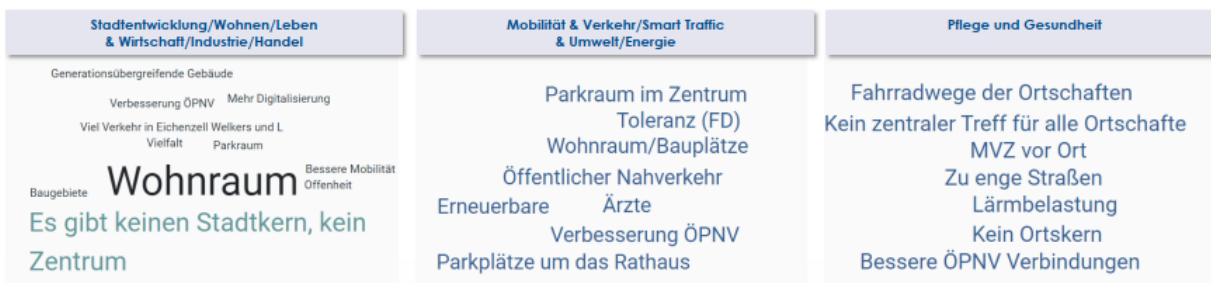 Stadtentwicklung/Wohnen/Leben
& Wirtschaft/Industrie/Handel
Generationsübergreifende Gebäude
Verbesserung ÖPNV
Mehr Digitalisierung
Viel Verkehr in Eichenzell Welkers und L
Vielfalt
Parkraum
Wohnraum
Bessere Mobilität
Offenheit
Baugebiete
Es gibt keinen Stadtkern, kein
Zentrum
Mobilität & Verkehr/Smart Traffic
& Umwelt/Energie
Parkraum im Zentrum
Toleranz (FD)
Wohnraum/Bauplätze
Öffentlicher Nahverkehr
Erneuerbare
Ärzte
Verbesserung ÖPNV
Parkplätze um das Rathaus
Pflege und Gesundheit
Fahrradwege der Ortschaften
Kein zentraler Treff für alle Ortschafte
MVZ vor Ort
Zu enge Straßen
Lärmbelastung
Kein Ortskern
Bessere ÖPNV Verbindungen